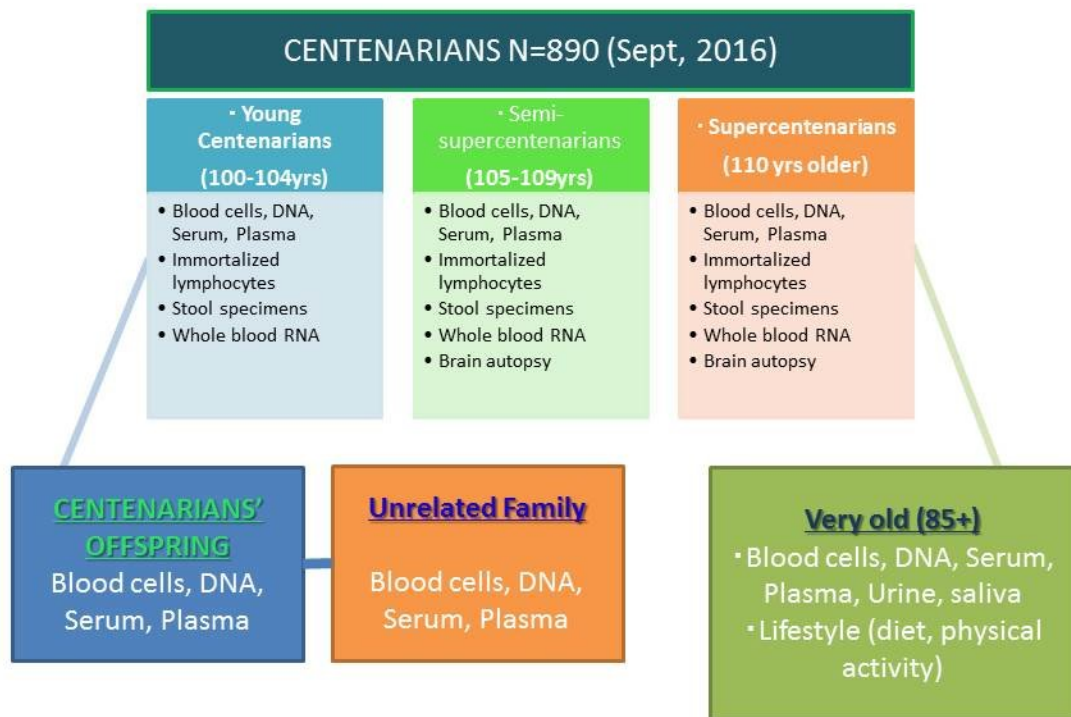 CENTENARIANS N=890 (Sept, 2016)
· Young
Centenarians
(100-104yrs)
• Blood cells, DNA,
Serum, Plasma
• Immortalized
lymphocytes
• Stool specimens
• Whole blood RNA
· Semi-
supercentenarians
(105-109yrs)
• Blood cells, DNA,
Serum, Plasma
• Immortalized
lymphocytes
• Stool specimens
• Whole blood RNA
• Brain autopsy
· Supercentenarians
(110 yrs older)
• Blood cells, DNA,
Serum, Plasma
• Immortalized
lymphocytes
• Stool specimens
• Whole blood RNA
• Brain autopsy
CENTENARIANS'
OFFSPRING
Blood cells, DNA,
Serum, Plasma
Unrelated Family
Blood cells, DNA,
Serum, Plasma
Very old (85+)
· Blood cells, DNA, Serum,
Plasma, Urine, saliva
· Lifestyle (diet, physical
activity)